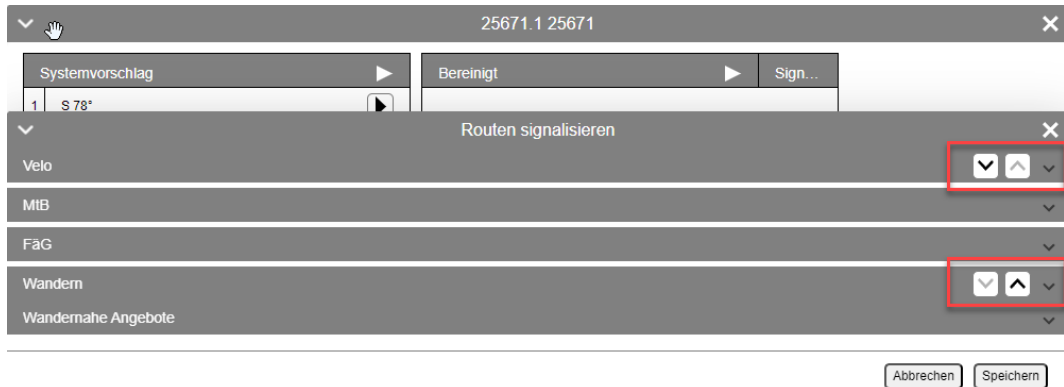 25671.1 25671
Systemvorschlag
Bereinigt
Sign...
1 S 78°
Routen signalisieren
Velo
MtB
FäG
Wandern
Wandernahe Angebote
Abbrechen
Speichern